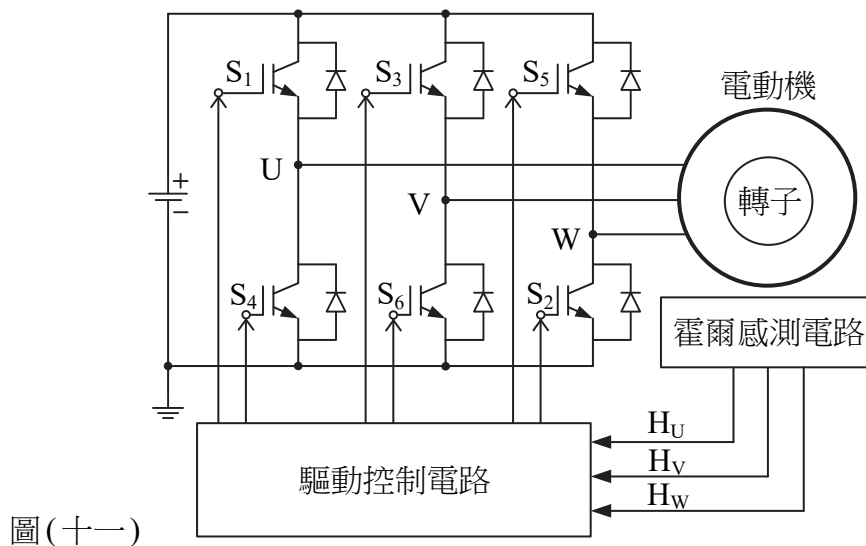 S1
S3
S5
電動機
轉子
+
−
U
V
W
S4
S6
S2
霍爾感測電路
HU
HV
HW
驅動控制電路
圖(十一)